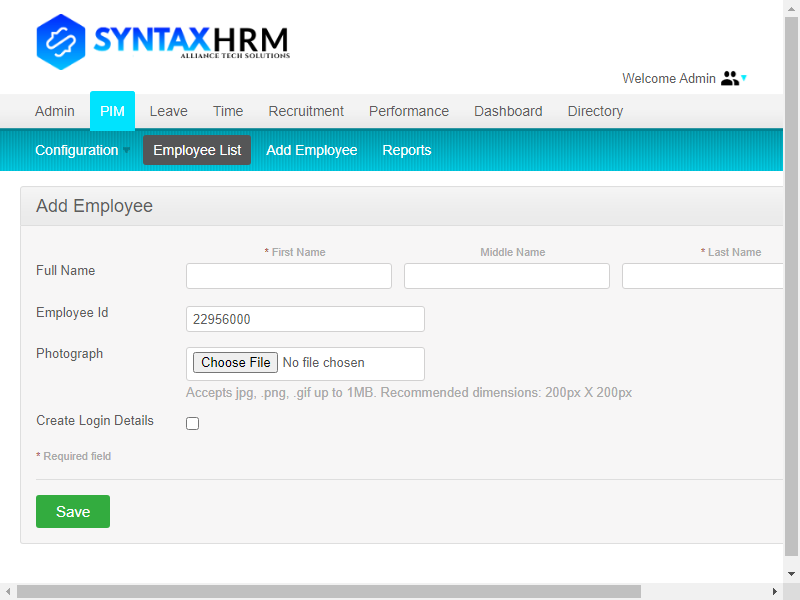 SYNTAXHRM
ALLIANCE TECH SOLUTIONS
Welcome Admin
Admin PIM Leave Time Recruitment Performance Dashboard Directory
Configuration Employee List Add Employee Reports
Add Employee
* First Name Middle Name * Last Name
Full Name
Employee Id 22956000
Photograph Choose File No file chosen
Accepts jpg, .png, .gif up to 1MB. Recommended dimensions: 200px X 200px
Create Login Details
* Required field
Save